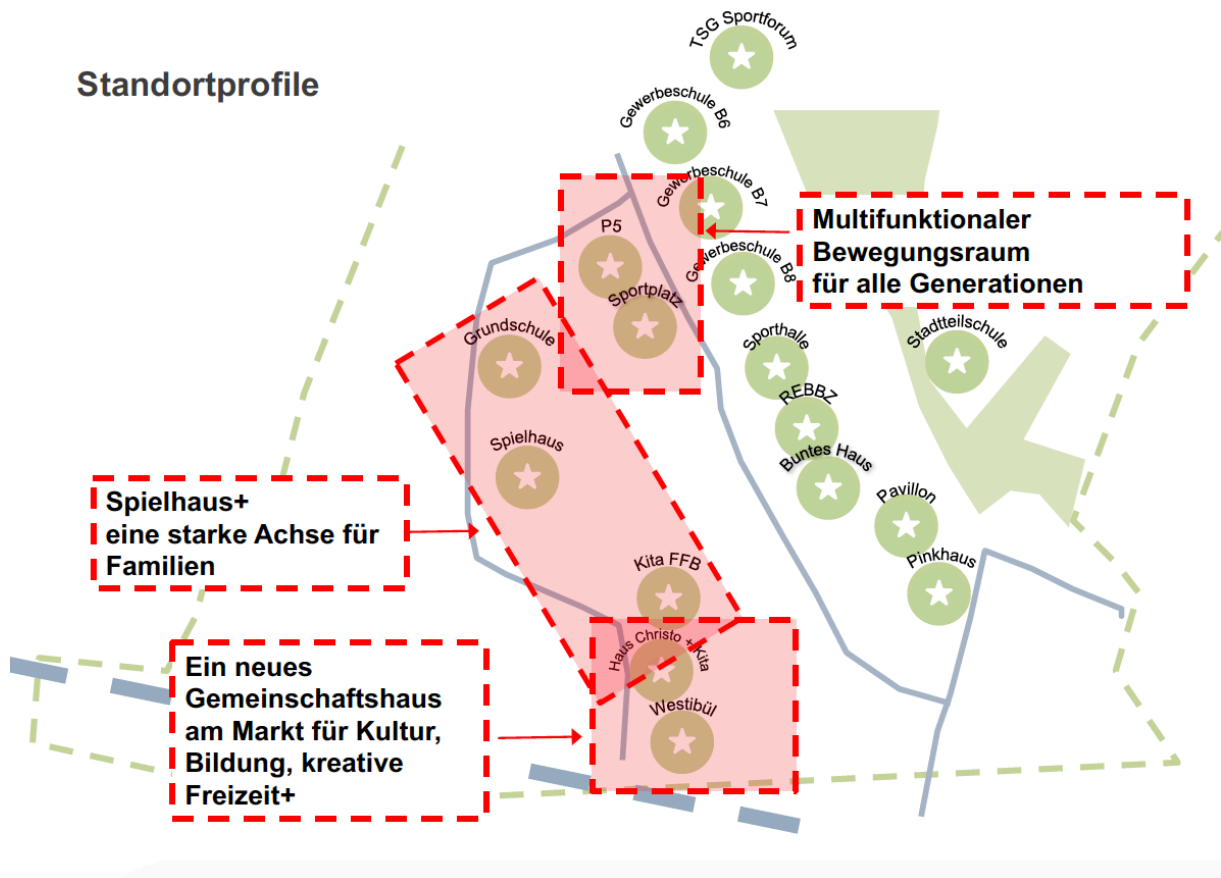 Standortprofile
TSG Sportforum
Gewerbeschule B6
Gewerbeschule B7
Multifunktionaler
Bewegungsraum
für alle Generationen
P5
Gewerbeschule B8
Sportplatz
Grundschule
Sporthalle
Stadtteilschule
REBBZ
Spielhaus
Buntes Haus
Spielhaus+
eine starke Achse für
Familien
Pavillon
Kita FFB
Pinkhaus
Haus Christo + Kita
Ein neues
Gemeinschaftshaus
am Markt für Kultur,
Bildung, kreative
Freizeit+
Westibül